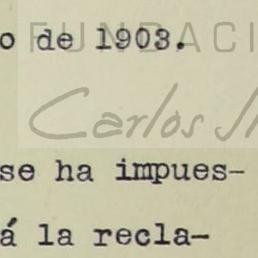 o de 1903.
FUNDACI
Carlos
se ha impues-
á la recla-